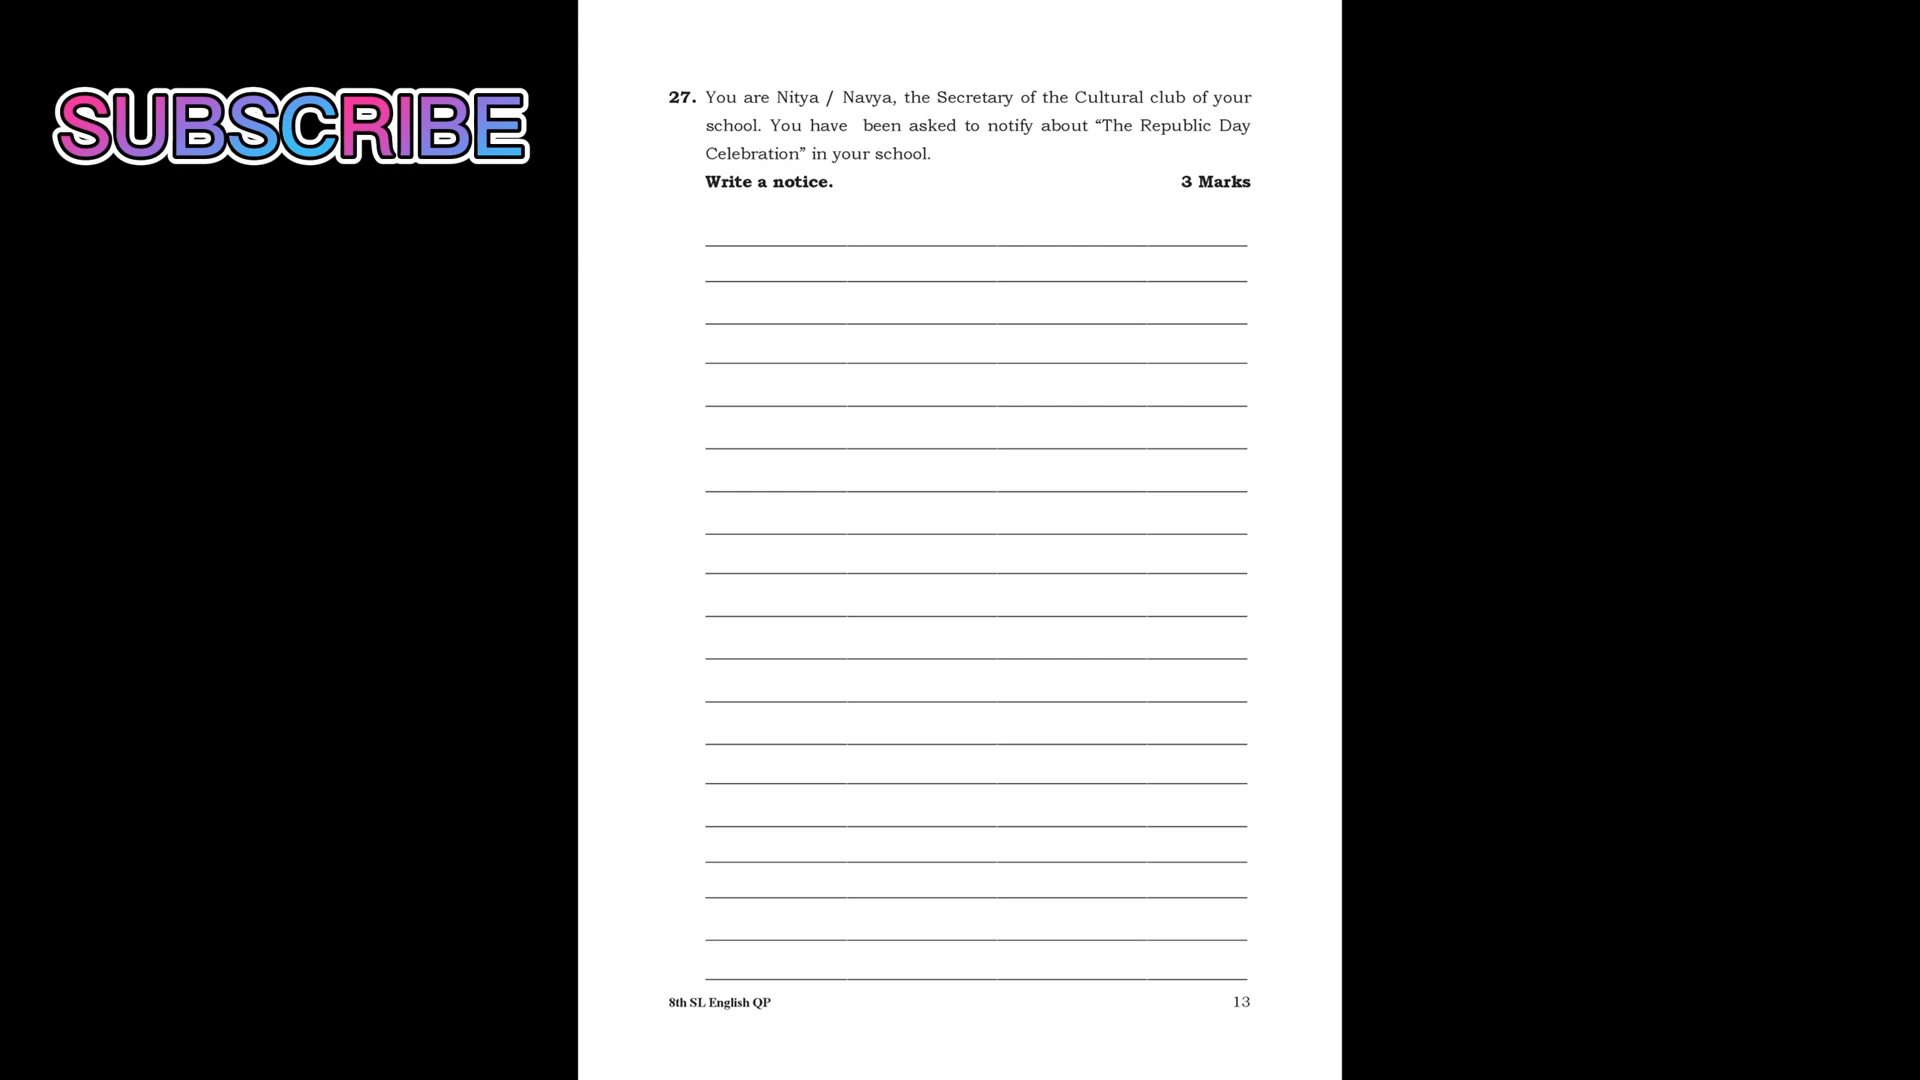 SUBSCRIBE
27. You are Nitya / Navya, the Secretary of the Cultural club of your
school. You have been asked to notify about “The Republic Day
Celebration” in your school.
Write a notice. 3 Marks
8th SL English QP 13